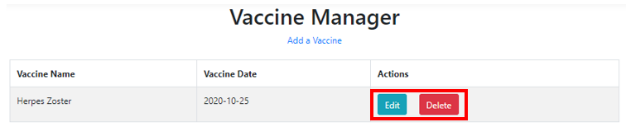 Vaccine Manager
Add a Vaccine
Vaccine Name Vaccine Date Actions
Herpes Zoster 2020-10-25 Edit Delete